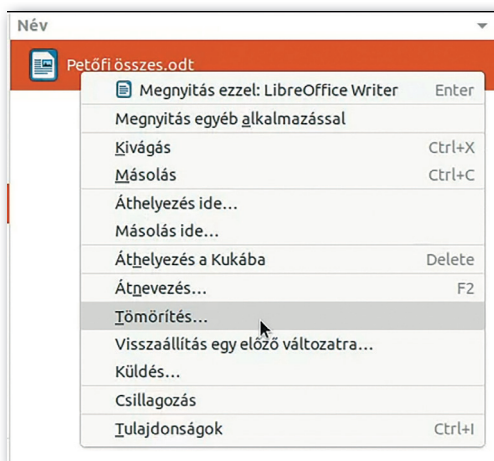 Név
Petőfi összes.odt
Megnyitás ezzel: LibreOffice Writer Enter
Megnyitás egyéb alkalmazással
Kivágás Ctrl+X
Másolás Ctrl+C
Áthelyezés ide...
Másolás ide...
Áthelyezés a Kukába Delete
Átnevezés... F2
Tömörítés...
Visszaállítás egy előző változatra...
Küldés...
Csillagozás
Tulajdonságok Ctrl+I